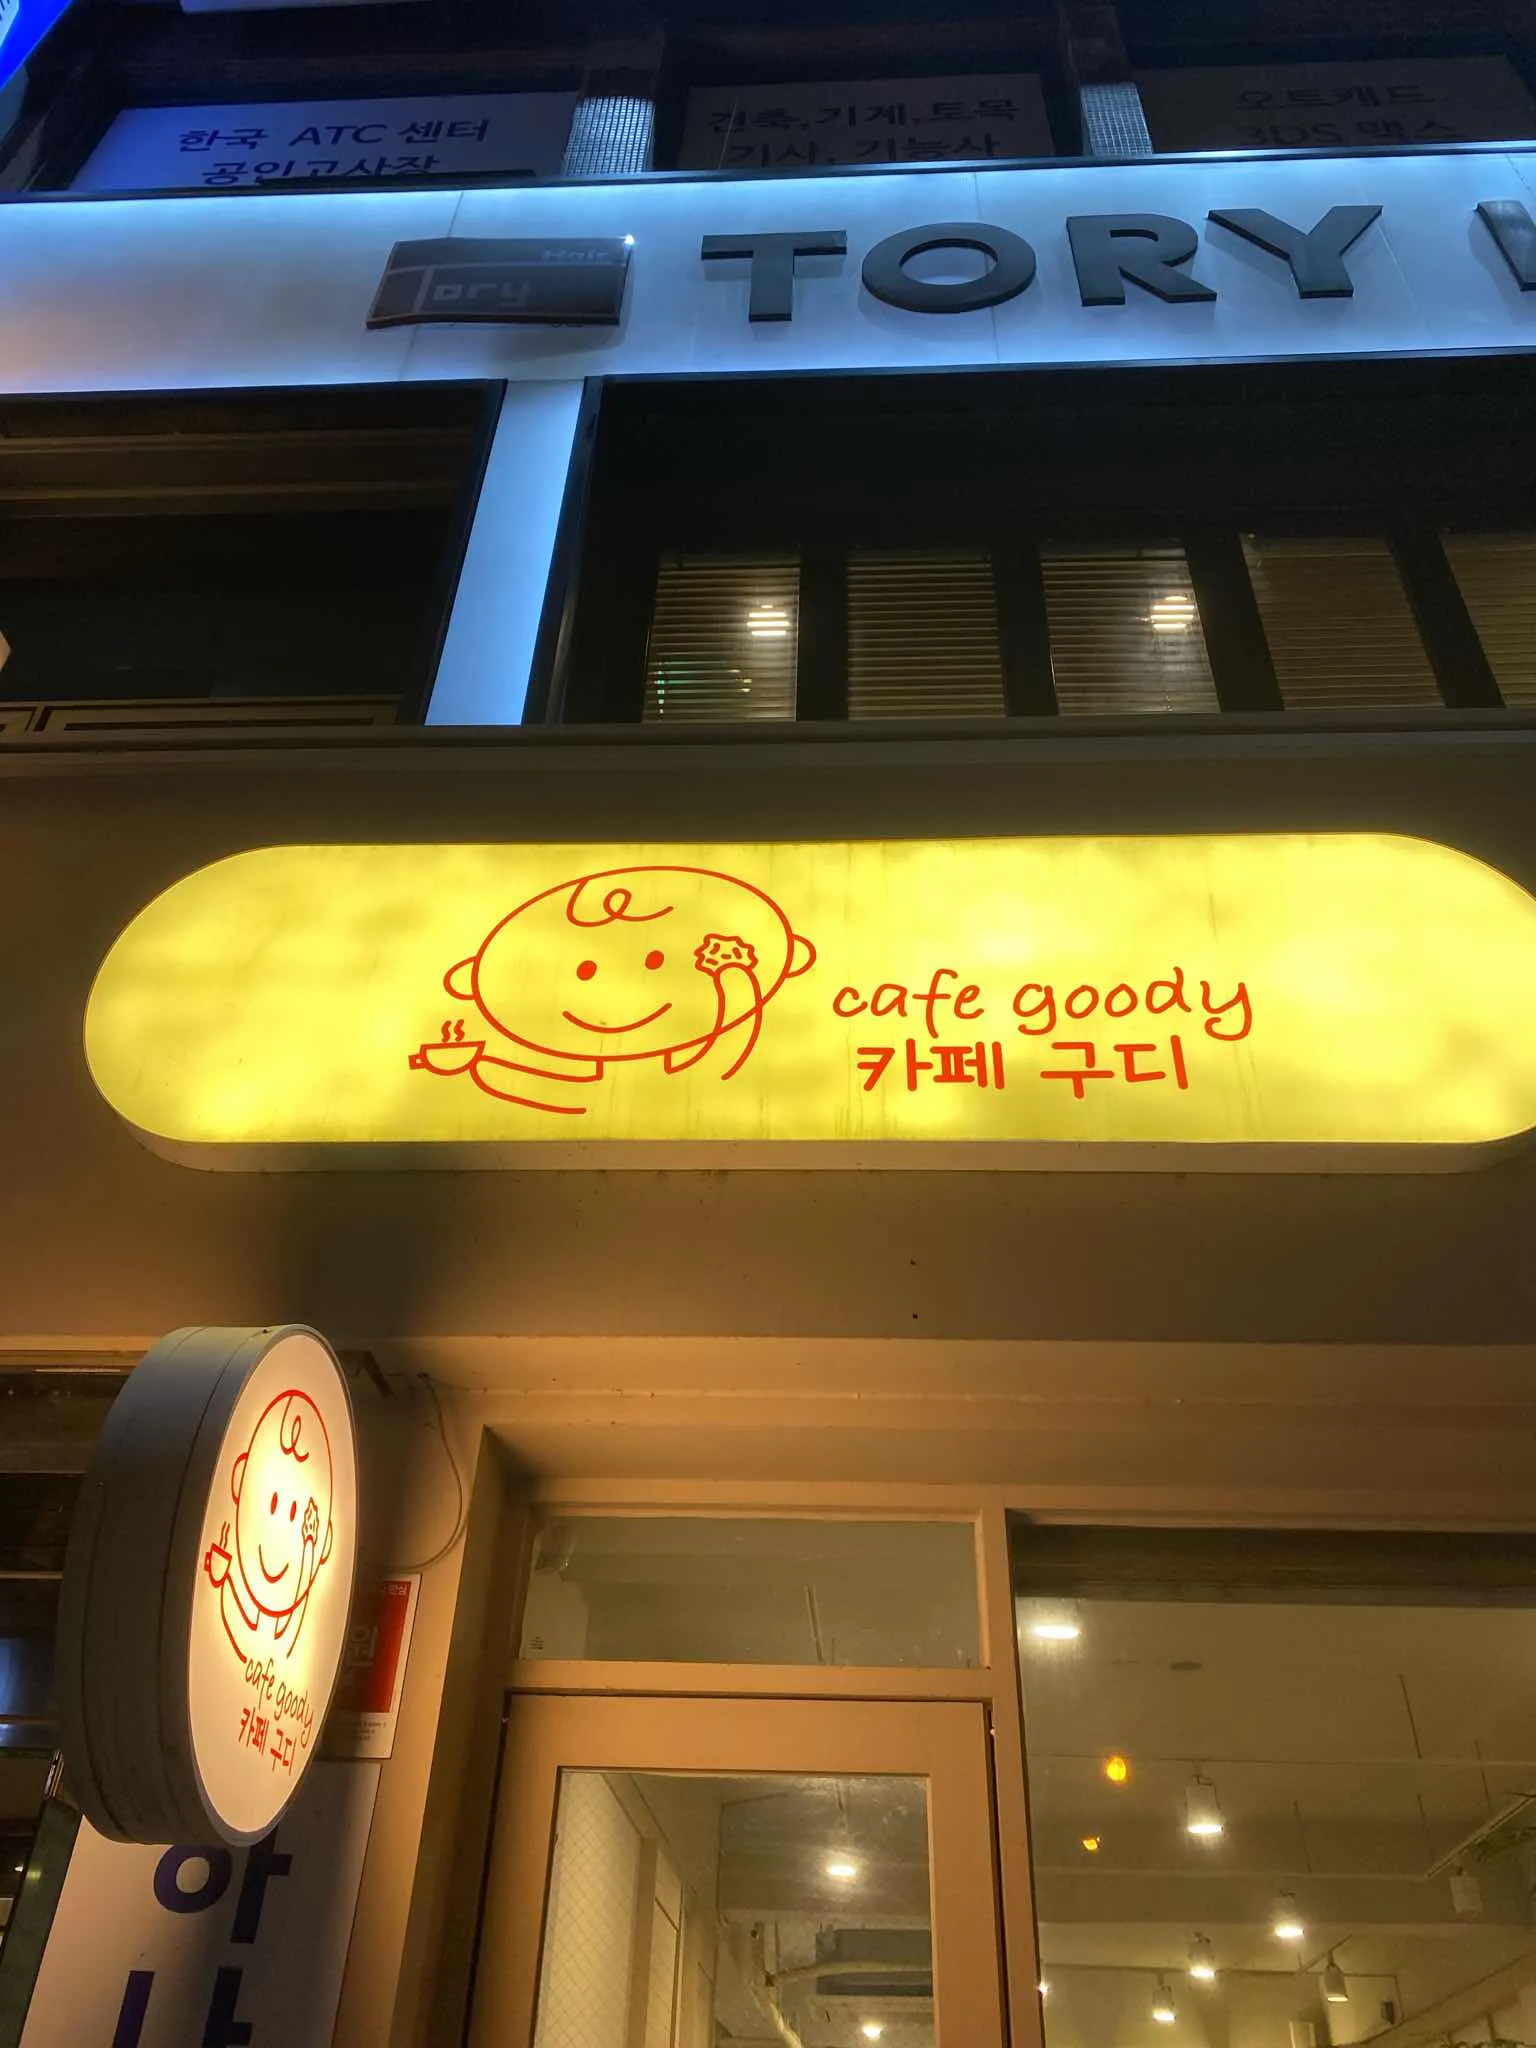 한국 ATC 센터
공인고사장
건축,기계,토목
기사, 기능사
오토캐드
3DS 맥스
Hair
Tory
TORY
cafe goody
카페 구디
cafe goody
카페 구디